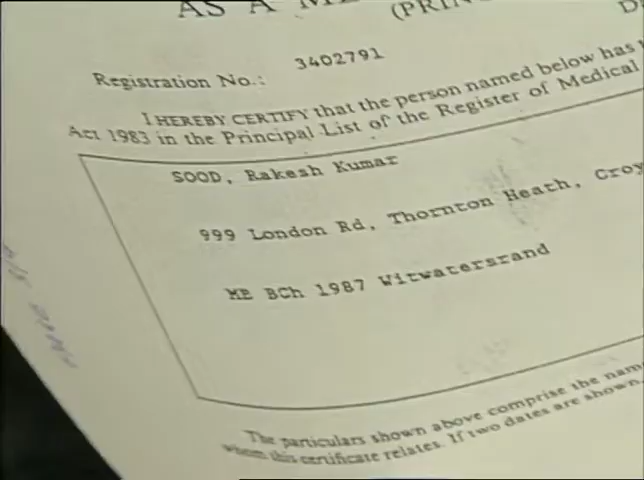 AS A
(PRIN
Registration No.: 3402791
I HEREBY CERTIFY that the person named below has
Act 1983 in the Principal List of the Register of Medical
SOOD, Rakesh Kumar
999 London Rd, Thornton Heath, Croy
MB BCh 1987 Witwatersrand
The particulars shown above comprise the nam
whom this certificate relates. If two dates are shown,